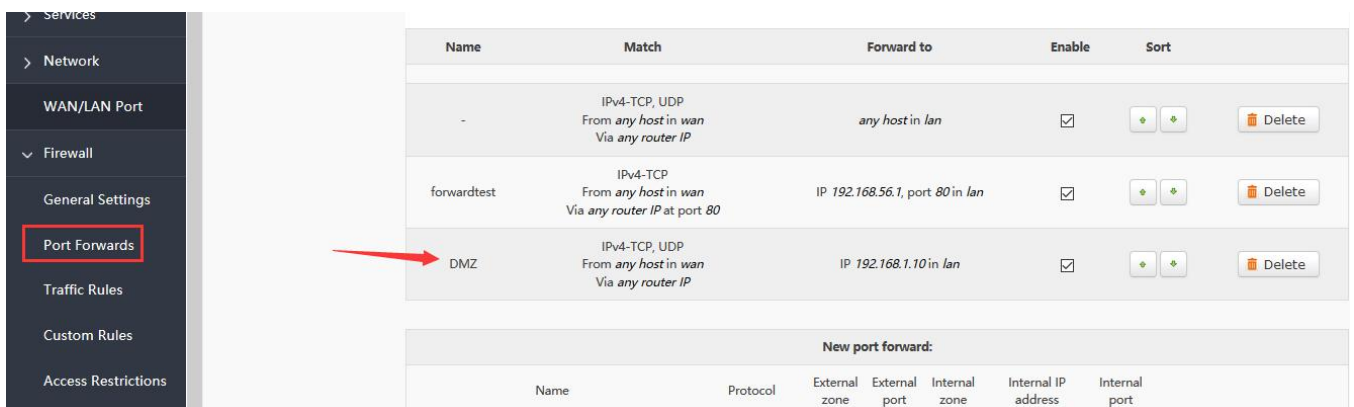 Services
Network
WAN/LAN Port
Firewall
General Settings
Port Forwards
Traffic Rules
Custom Rules
Access Restrictions
Name Match Forward to Enable Sort
-
IPv4-TCP, UDP
From any host in wan
Via any router IP
any host in lan
Delete
forwardtest
IPv4-TCP
From any host in wan
Via any router IP at port 80
IP 192.168.56.1, port 80 in lan
Delete
DMZ
IPv4-TCP, UDP
From any host in wan
Via any router IP
IP 192.168.1.10 in lan
Delete
New port forward:
Name
Protocol
External
zone
External
port
Internal
zone
Internal IP
address
Internal
port